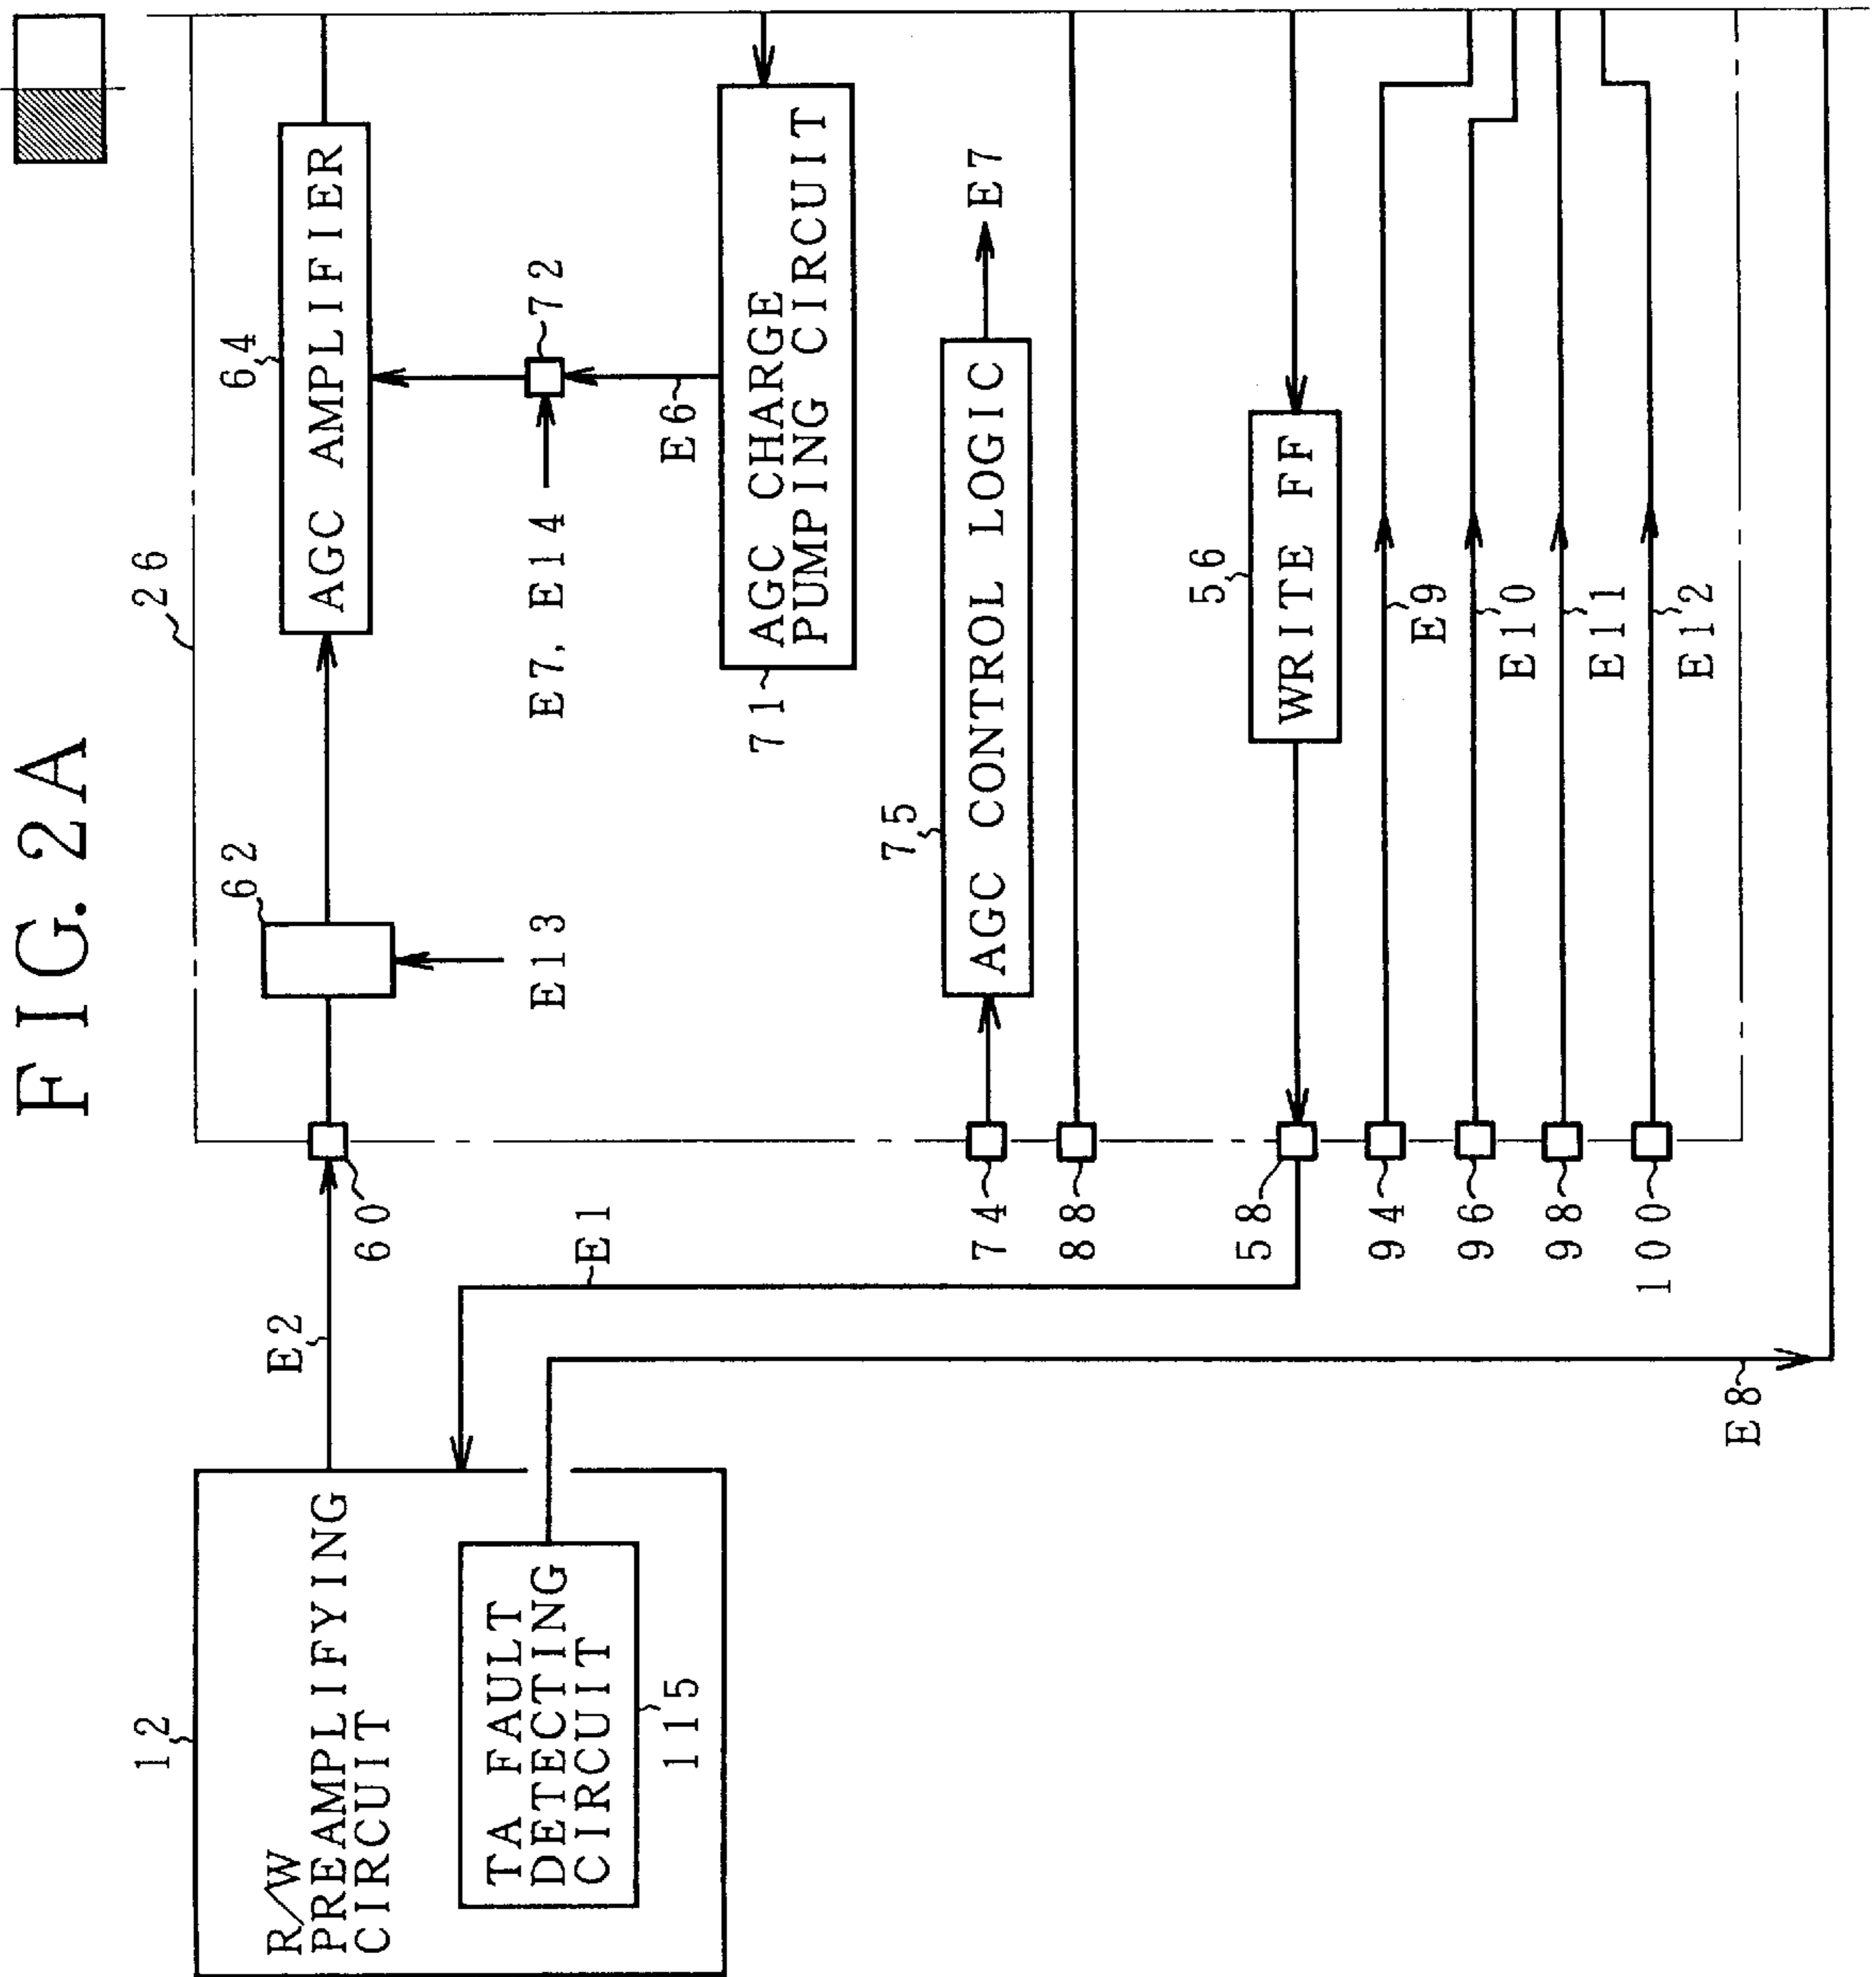 FIG. 2A
26
12
R/W
PREAMPLIFYING
CIRCUIT
TA FAULT
DETECTING
CIRCUIT
115
E2
60
62
E13
64
AGC AMPLIFIER
E7, E14
72
E6
71
AGC CHARGE
PUMPING CIRCUIT
E1
74
75
AGC CONTROL LOGIC
E7
88
58
56
WRITE FF
94
E9
96
E10
98
E11
100
E12
E8